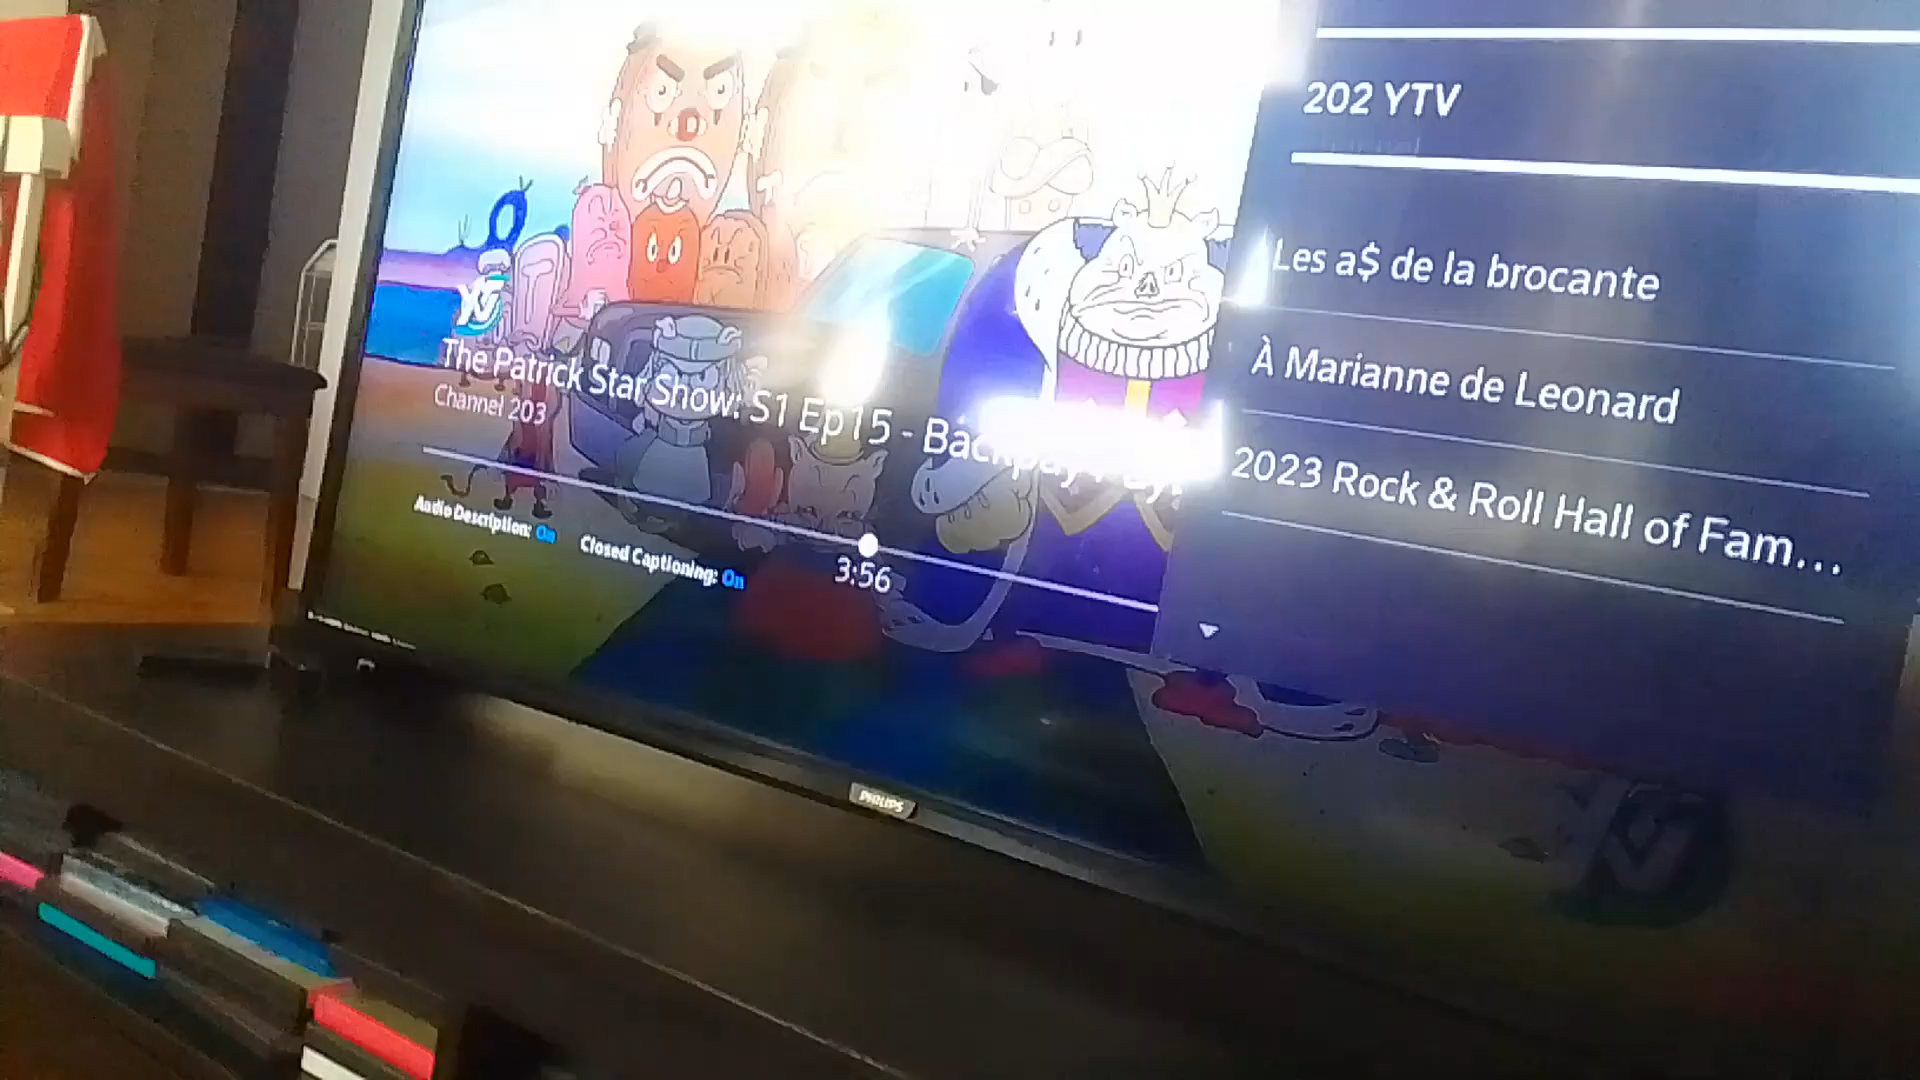 202 YTV
Les a$ de la brocante
À Marianne de Leonard
2023 Rock & Roll Hall of Fam...
YTV
The Patrick Star Show: S1 Ep15 -
Channel 203
3:56
Audio Description: On
Closed Captioning: On
PHILIPS